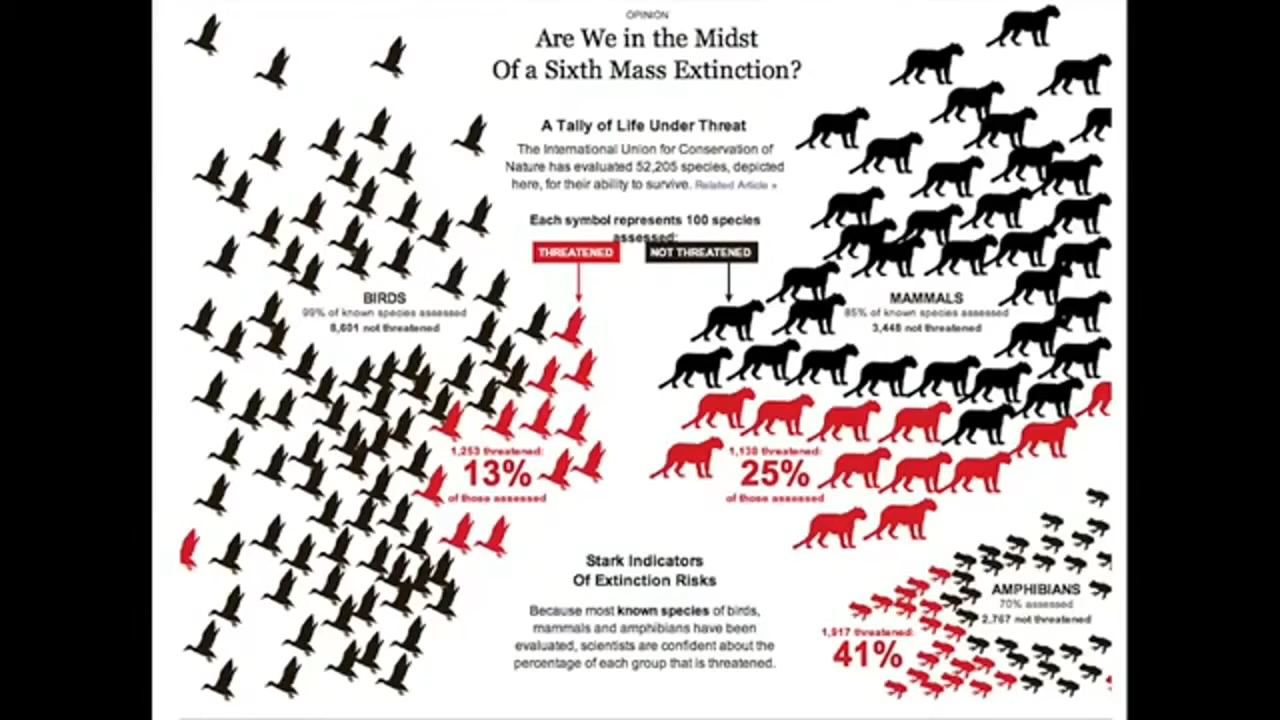 OPINION
Are We in the Midst
Of a Sixth Mass Extinction?
A Tally of Life Under Threat
The International Union for Conservation of
Nature has evaluated 52,205 species, depicted
here, for their ability to survive. Related Article »
Each symbol represents 100 species
assessed:
THREATENED
NOT THREATENED
BIRDS
99% of known species assessed
8,601 not threatened
MAMMALS
85% of known species assessed
3,448 not threatened
1,253 threatened:
13%
of those assessed
1,138 threatened:
25%
of those assessed
Stark Indicators
Of Extinction Risks
Because most known species of birds,
mammals and amphibians have been
evaluated, scientists are confident about the
percentage of each group that is threatened.
AMPHIBIANS
70% assessed
2,767 not threatened
1,917 threatened:
41%